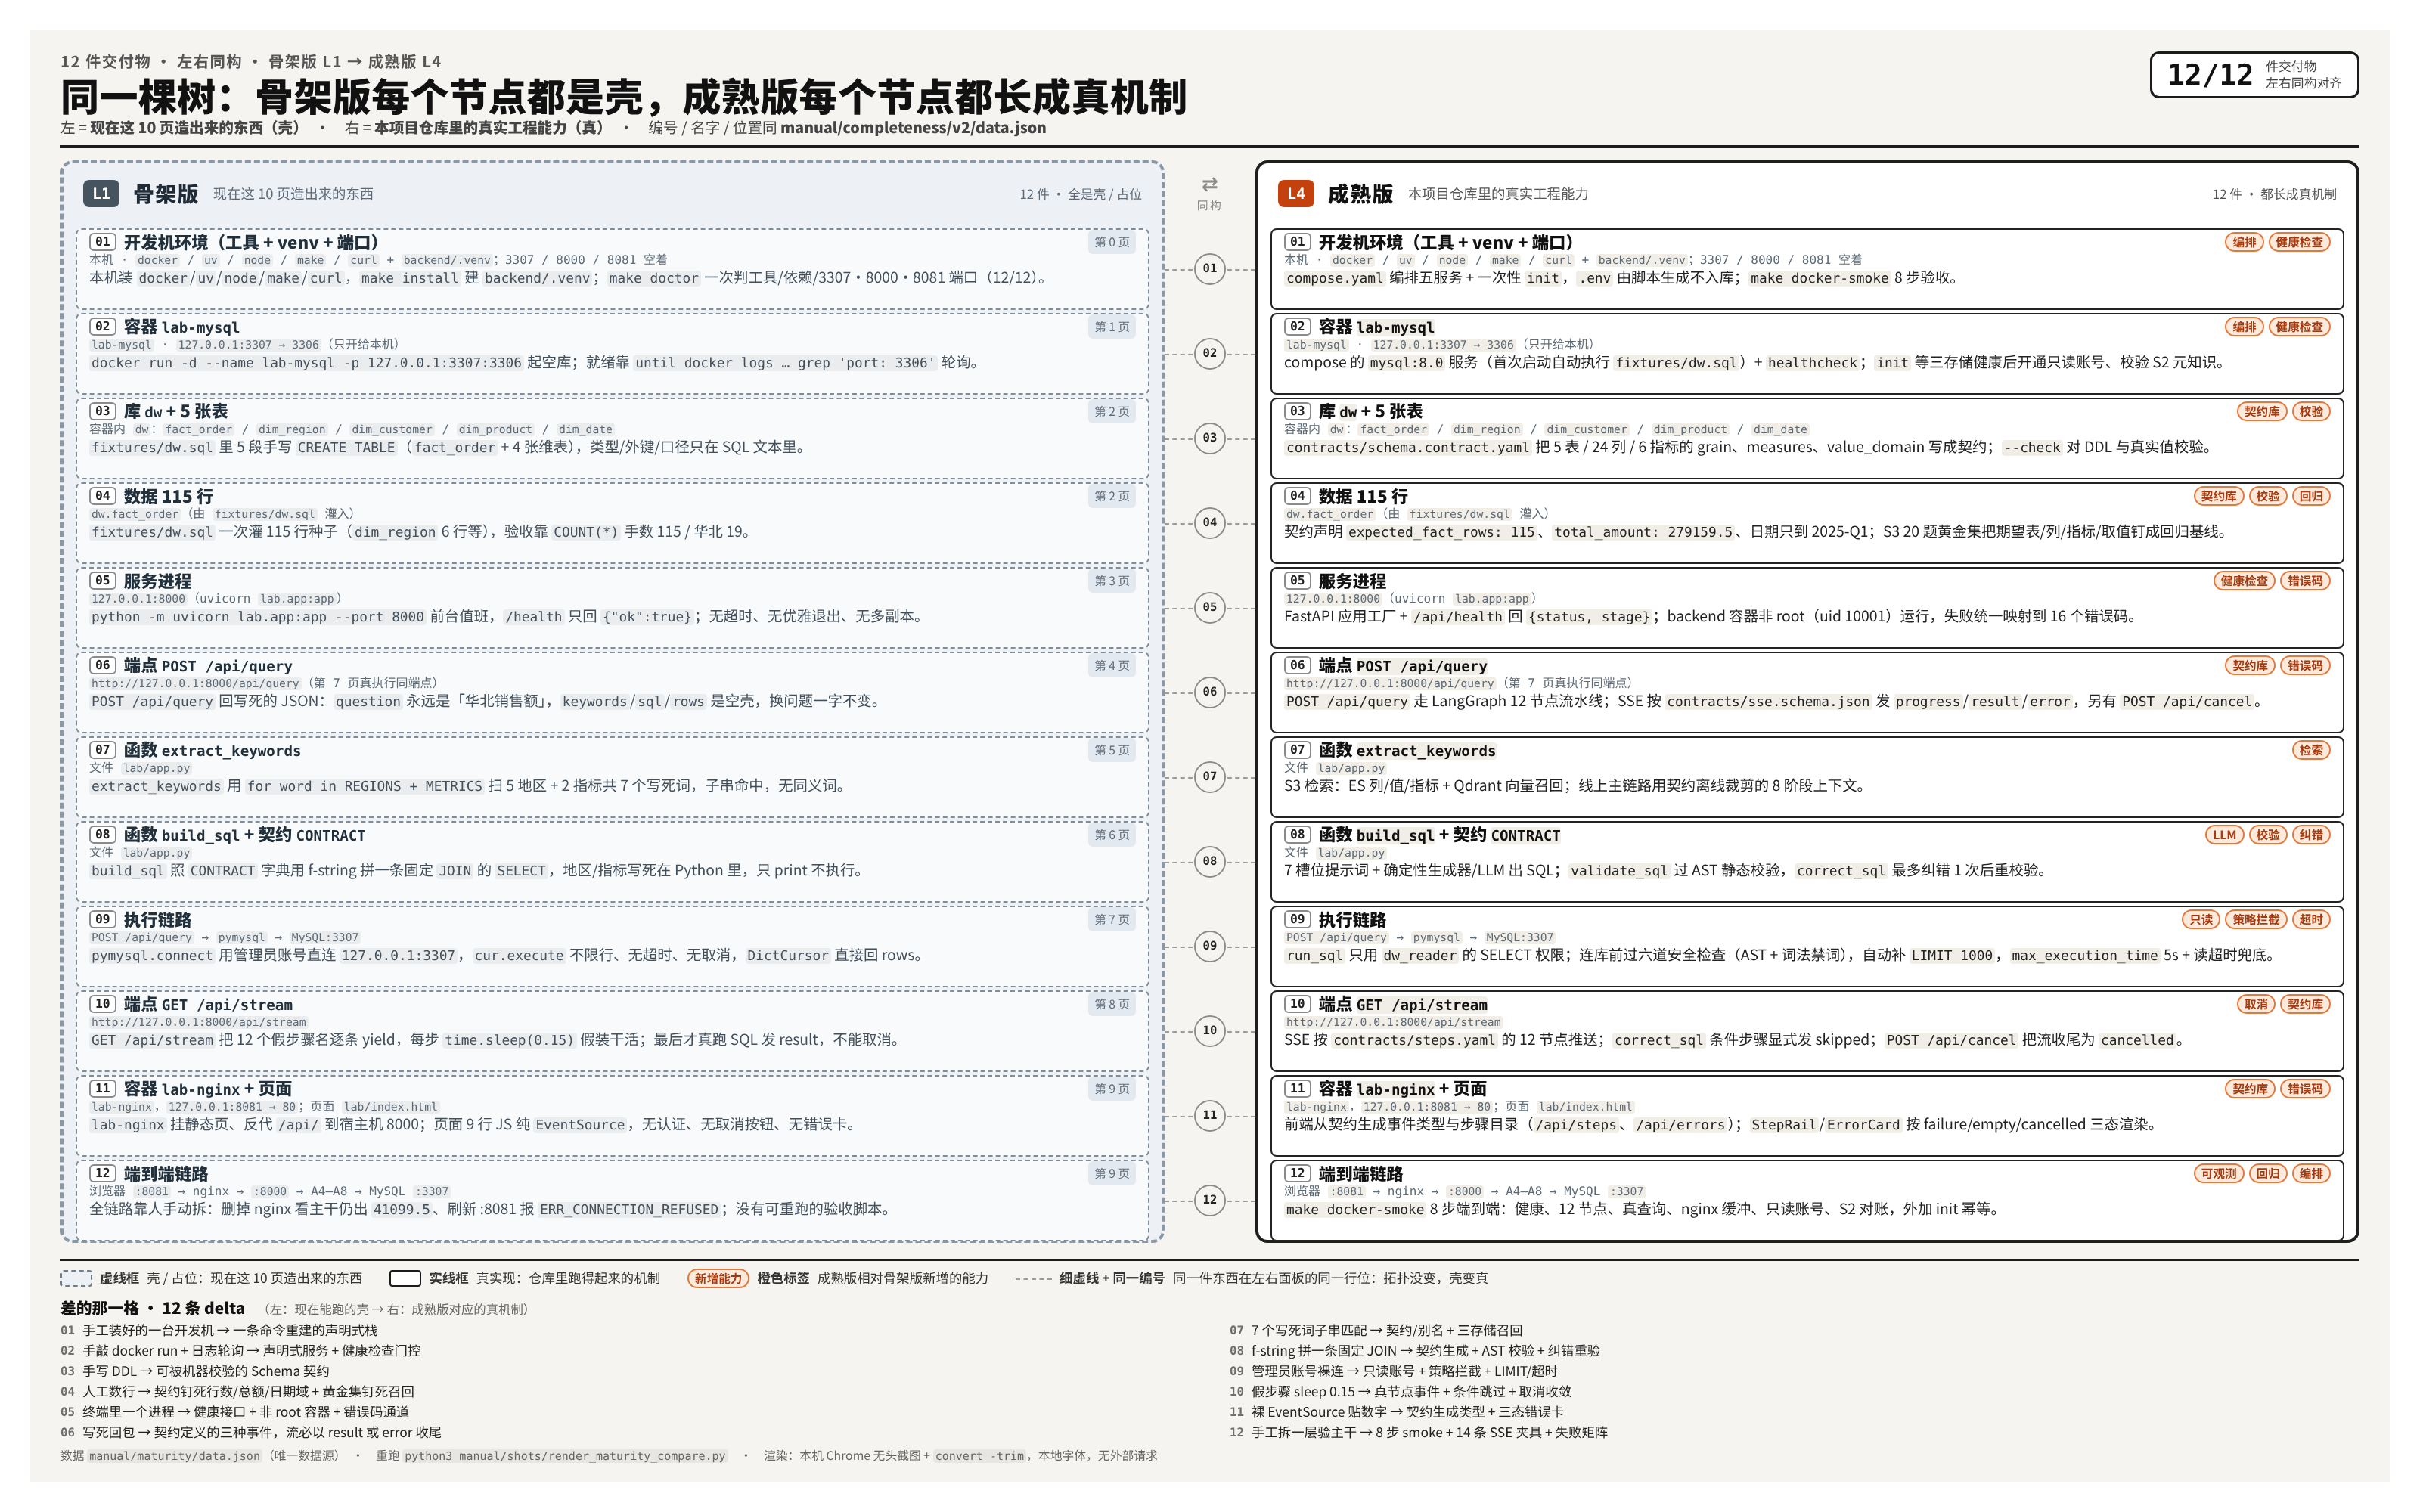 12 件交付物 · 左右同构 · 骨架版 L1 → 成熟版 L4
同一棵树：骨架版每个节点都是壳，成熟版每个节点都长成真机制
左 = 现在这 10 页造出来的东西（壳） · 右 = 本项目仓库里的真实工程能力（真） · 编号 / 名字 / 位置同 manual/completeness/v2/data.json
12/12 件交付物
左右同构对齐
L1 骨架版 现在这 10 页造出来的东西 12 件 · 全是壳 / 占位
01 开发机环境（工具 + venv + 端口） 第 0 页
本机 · docker / uv / node / make / curl + backend/.venv；3307 / 8000 / 8081 空着
本机装 docker/uv/node/make/curl，make install 建 backend/.venv；make doctor 一次判工具/依赖/3307·8000·8081 端口（12/12）。
02 容器 lab-mysql 第 1 页
lab-mysql · 127.0.0.1:3307 → 3306（只开给本机）
docker run -d --name lab-mysql -p 127.0.0.1:3307:3306 起空库；就绪靠 until docker logs … grep 'port: 3306' 轮询。
03 库 dw + 5 张表 第 2 页
容器内 dw：fact_order / dim_region / dim_customer / dim_product / dim_date
fixtures/dw.sql 里 5 段手写 CREATE TABLE（fact_order + 4 张维表），类型/外键/口径只在 SQL 文本里。
04 数据 115 行 第 2 页
dw.fact_order（由 fixtures/dw.sql 灌入）
fixtures/dw.sql 一次灌 115 行种子（dim_region 6 行等），验收靠 COUNT(*) 手数 115 / 华北 19。
05 服务进程 第 3 页
127.0.0.1:8000（uvicorn lab.app:app）
python -m uvicorn lab.app:app --port 8000 前台值班，/health 只回 {"ok":true}；无超时、无优雅退出、无多副本。
06 端点 POST /api/query 第 4 页
http://127.0.0.1:8000/api/query（第 7 页真执行同端点）
POST /api/query 回写死的 JSON：question 永远是「华北销售额」，keywords/sql/rows 是空壳，换问题一字不变。
07 函数 extract_keywords 第 5 页
文件 lab/app.py
extract_keywords 用 for word in REGIONS + METRICS 扫 5 地区 + 2 指标共 7 个写死词，子串命中，无同义词。
08 函数 build_sql + 契约 CONTRACT 第 6 页
文件 lab/app.py
build_sql 照 CONTRACT 字典用 f-string 拼一条固定 JOIN 的 SELECT，地区/指标写死在 Python 里，只 print 不执行。
09 执行链路 第 7 页
POST /api/query → pymysql → MySQL:3307
pymysql.connect 用管理员账号直连 127.0.0.1:3307，cur.execute 不限行、无超时、无取消，DictCursor 直接回 rows。
10 端点 GET /api/stream 第 8 页
http://127.0.0.1:8000/api/stream
GET /api/stream 把 12 个假步骤名逐条 yield，每步 time.sleep(0.15) 假装干活；最后才真跑 SQL 发 result，不能取消。
11 容器 lab-nginx + 页面 第 9 页
lab-nginx，127.0.0.1:8081 → 80；页面 lab/index.html
lab-nginx 挂静态页、反代 /api/ 到宿主机 8000；页面 9 行 JS 纯 EventSource，无认证、无取消按钮、无错误卡。
12 端到端链路 第 9 页
浏览器 :8081 → nginx → :8000 → A4—A8 → MySQL :3307
全链路靠人手动拆：删掉 nginx 看主干仍出 41099.5、刷新 :8081 报 ERR_CONNECTION_REFUSED；没有可重跑的验收脚本。
⇄
同构
01
02
03
04
05
06
07
08
09
10
11
12
L4 成熟版 本项目仓库里的真实工程能力 12 件 · 都长成真机制
01 开发机环境（工具 + venv + 端口） 编排 健康检查
本机 · docker / uv / node / make / curl + backend/.venv；3307 / 8000 / 8081 空着
compose.yaml 编排五服务 + 一次性 init，.env 由脚本生成不入库；make docker-smoke 8 步验收。
02 容器 lab-mysql 编排 健康检查
lab-mysql · 127.0.0.1:3307 → 3306（只开给本机）
compose 的 mysql:8.0 服务（首次启动自动执行 fixtures/dw.sql）+ healthcheck；init 等三存储健康后开通只读账号、校验 S2 元知识。
03 库 dw + 5 张表 契约库 校验
容器内 dw：fact_order / dim_region / dim_customer / dim_product / dim_date
contracts/schema.contract.yaml 把 5 表 / 24 列 / 6 指标的 grain、measures、value_domain 写成契约；--check 对 DDL 与真实值校验。
04 数据 115 行 契约库 校验 回归
dw.fact_order（由 fixtures/dw.sql 灌入）
契约声明 expected_fact_rows: 115、total_amount: 279159.5、日期只到 2025-Q1；S3 20 题黄金集把期望表/列/指标/取值钉成回归基线。
05 服务进程 健康检查 错误码
127.0.0.1:8000（uvicorn lab.app:app）
FastAPI 应用工厂 + /api/health 回 {status, stage}；backend 容器非 root（uid 10001）运行，失败统一映射到 16 个错误码。
06 端点 POST /api/query 契约库 错误码
http://127.0.0.1:8000/api/query（第 7 页真执行同端点）
POST /api/query 走 LangGraph 12 节点流水线；SSE 按 contracts/sse.schema.json 发 progress/result/error，另有 POST /api/cancel。
07 函数 extract_keywords 检索
文件 lab/app.py
S3 检索：ES 列/值/指标 + Qdrant 向量召回；线上主链路用契约离线裁剪的 8 阶段上下文。
08 函数 build_sql + 契约 CONTRACT LLM 校验 纠错
文件 lab/app.py
7 槽位提示词 + 确定性生成器/LLM 出 SQL；validate_sql 过 AST 静态校验，correct_sql 最多纠错 1 次后重校验。
09 执行链路 只读 策略拦截 超时
POST /api/query → pymysql → MySQL:3307
run_sql 只用 dw_reader 的 SELECT 权限；连库前过六道安全检查（AST + 词法禁词），自动补 LIMIT 1000，max_execution_time 5s + 读超时兜底。
10 端点 GET /api/stream 取消 契约库
http://127.0.0.1:8000/api/stream
SSE 按 contracts/steps.yaml 的 12 节点推送；correct_sql 条件步骤显式发 skipped；POST /api/cancel 把流收尾为 cancelled。
11 容器 lab-nginx + 页面 契约库 错误码
lab-nginx，127.0.0.1:8081 → 80；页面 lab/index.html
前端从契约生成事件类型与步骤目录（/api/steps、/api/errors）；StepRail/ErrorCard 按 failure/empty/cancelled 三态渲染。
12 端到端链路 可观测 回归 编排
浏览器 :8081 → nginx → :8000 → A4—A8 → MySQL :3307
make docker-smoke 8 步端到端：健康、12 节点、真查询、nginx 缓冲、只读账号、S2 对账，外加 init 幂等。
虚线框 壳 / 占位：现在这 10 页造出来的东西 实线框 真实现：仓库里跑得起来的机制 新增能力 橙色标签 成熟版相对骨架版新增的能力 细虚线 + 同一编号 同一件东西在左右面板的同一行位：拓扑没变，壳变真
差的那一格 · 12 条 delta （左：现在能跑的壳 → 右：成熟版对应的真机制）
01 手工装好的一台开发机 → 一条命令重建的声明式栈
02 手敲 docker run + 日志轮询 → 声明式服务 + 健康检查门控
03 手写 DDL → 可被机器校验的 Schema 契约
04 人工数行 → 契约钉死行数/总额/日期域 + 黄金集钉死召回
05 终端里一个进程 → 健康接口 + 非 root 容器 + 错误码通道
06 写死回包 → 契约定义的三种事件，流必以 result 或 error 收尾
07 7 个写死词子串匹配 → 契约/别名 + 三存储召回
08 f-string 拼一条固定 JOIN → 契约生成 + AST 校验 + 纠错重验
09 管理员账号裸连 → 只读账号 + 策略拦截 + LIMIT/超时
10 假步骤 sleep 0.15 → 真节点事件 + 条件跳过 + 取消收敛
11 裸 EventSource 贴数字 → 契约生成类型 + 三态错误卡
12 手工拆一层验主干 → 8 步 smoke + 14 条 SSE 夹具 + 失败矩阵
数据 manual/maturity/data.json（唯一数据源） · 重跑 python3 manual/shots/render_maturity_compare.py · 渲染：本机 Chrome 无头截图 + convert -trim，本地字体，无外部请求